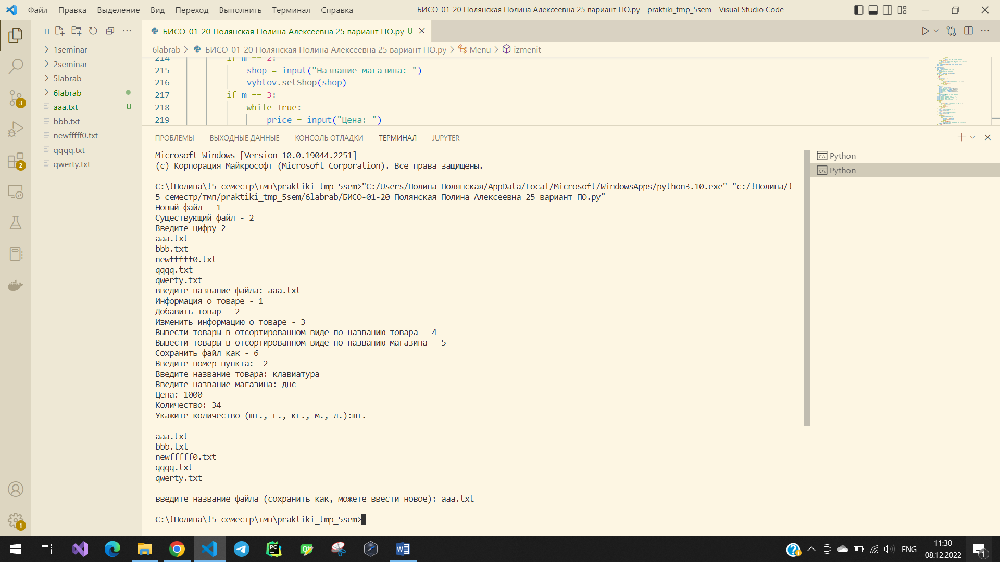 Файл Правка Выделение Вид Переход Выполнить Терминал Справка
БИСО-01-20 Полянская Полина Алексеевна 25 вариант ПО.py - praktiki_tmp_5sem - Visual Studio Code
П
БИСО-01-20 Полянская Полина Алексеевна 25 вариант ПО.py U
6labrab > БИСО-01-20 Полянская Полина Алексеевна 25 вариант ПО.py > Menu > izmenit
1seminar
2seminar
5labrab
6labrab
aaa.txt U
bbb.txt
newfffff0.txt
qqqq.txt
qwerty.txt
3
2
1
214 if m == 2:
215 shop = input("Название магазина: ")
216 vybtov.setShop(shop)
217 if m == 3:
218 while True:
219 price = input("Цена: ")
ПРОБЛЕМЫ ВЫХОДНЫЕ ДАННЫЕ КОНСОЛЬ ОТЛАДКИ ТЕРМИНАЛ JUPYTER
Python
Python
Microsoft Windows [Version 10.0.19044.2251]
(c) Корпорация Майкрософт (Microsoft Corporation). Все права защищены.
C:\!Полина\!5 семестр\тмп\praktiki_tmp_5sem>"C:/Users/Полина Полянская/AppData/Local/Microsoft/WindowsApps/python3.10.exe" "c:/!Полина/!
5 семестр/тмп/praktiki_tmp_5sem/6labrab/БИСО-01-20 Полянская Полина Алексеевна 25 вариант ПО.py"
Новый файл - 1
Существующий файл - 2
Введите цифру 2
aaa.txt
bbb.txt
newfffff0.txt
qqqq.txt
qwerty.txt
введите название файла: aaa.txt
Информация о товаре - 1
Добавить товар - 2
Изменить информацию о товаре - 3
Вывести товары в отсортированном виде по названию товара - 4
Вывести товары в отсортированном виде по названию магазина - 5
Сохранить файл как - 6
Введите номер пункта:  2
Введите название товара: клавиатура
Введите название магазина: днс
Цена: 1000
Количество: 34
Укажите количество (шт., г., кг., м., л.):шт.
aaa.txt
bbb.txt
newfffff0.txt
qqqq.txt
qwerty.txt
введите название файла (сохранить как, можете ввести новое): aaa.txt
C:\!Полина\!5 семестр\тмп\praktiki_tmp_5sem>
ENG
11:30
08.12.2022
1